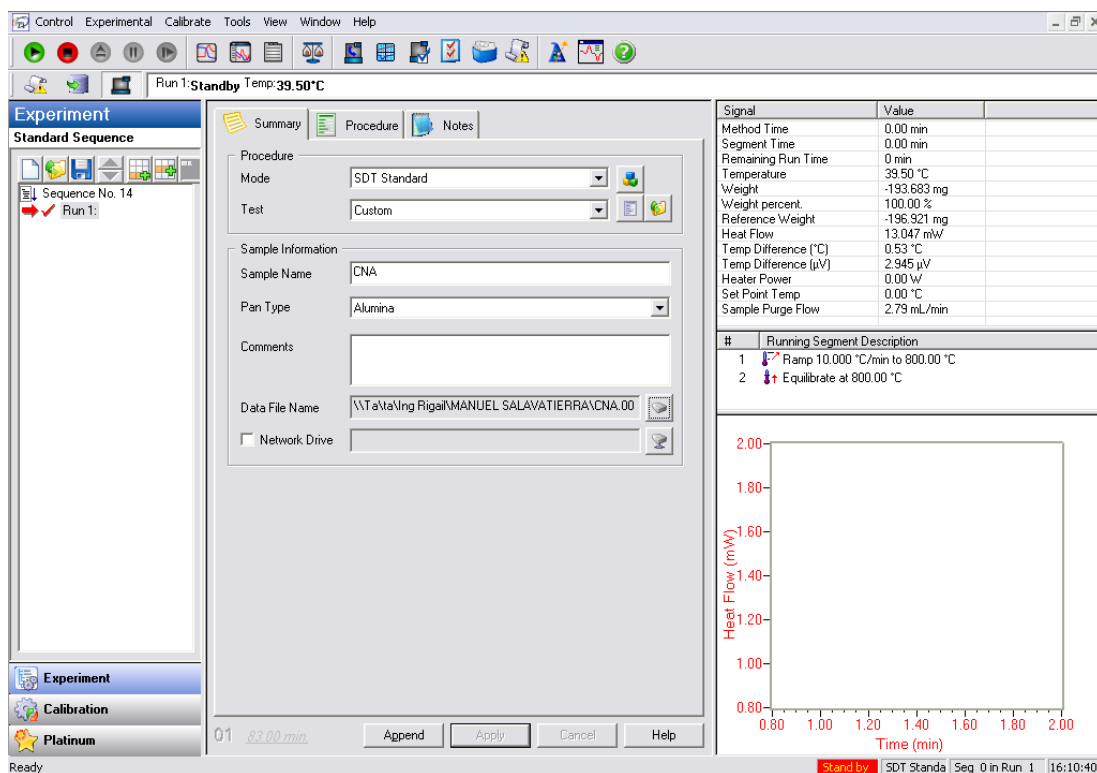 Control Experimental Calibrate Tools View Window Help
Run 1:Standby Temp:39.50°C
Experiment
Standard Sequence
Sequence No. 14
Run 1:
Experiment
Calibration
Platinum
Summary Procedure Notes
Procedure
Mode SDT Standard
Test Custom
Sample Information
Sample Name CNA
Pan Type Alumina
Comments
Data File Name \\Ta\ta\Ing Rigail\MANUEL SALAVATIERRA\CNA.00
Network Drive
01 83.00 min. Append Apply Cancel Help
Signal Value
Method Time 0.00 min
Segment Time 0.00 min
Remaining Run Time 0 min
Temperature 39.50 °C
Weight -193.683 mg
Weight percent. 100.00 %
Reference Weight -196.921 mg
Heat Flow 13.047 mW
Temp Difference (°C) 0.53 °C
Temp Difference (µV) 2.945 µV
Heater Power 0.00 W
Set Point Temp 0.00 °C
Sample Purge Flow 2.79 mL/min
# Running Segment Description
1 Ramp 10.000 °C/min to 800.00 °C
2 Equilibrate at 800.00 °C
Heat Flow (mW)
2.00
1.80
1.60
1.40
1.20
1.00
0.80
0.80 1.00 1.20 1.40 1.60 1.80 2.00
Time (min)
Ready Stand by SDT Standa Seg 0 in Run 1 16:10:40